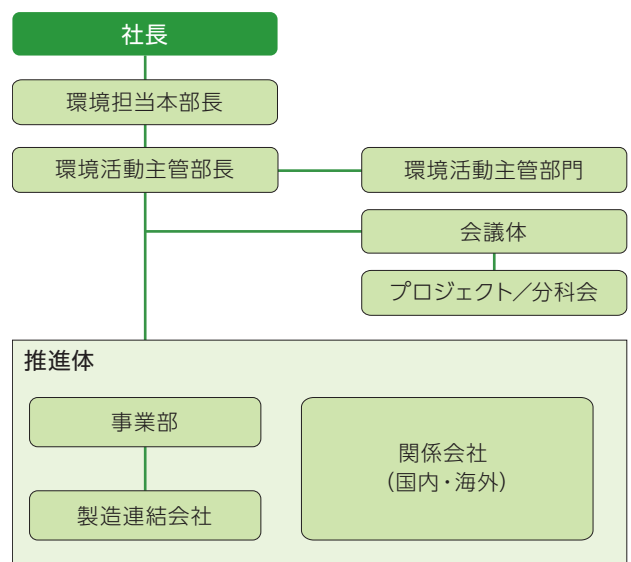 社長
環境担当本部長
環境活動主管部長
環境活動主管部門
会議体
プロジェクト／分科会
推進体
事業部
製造連結会社
関係会社
（国内・海外）